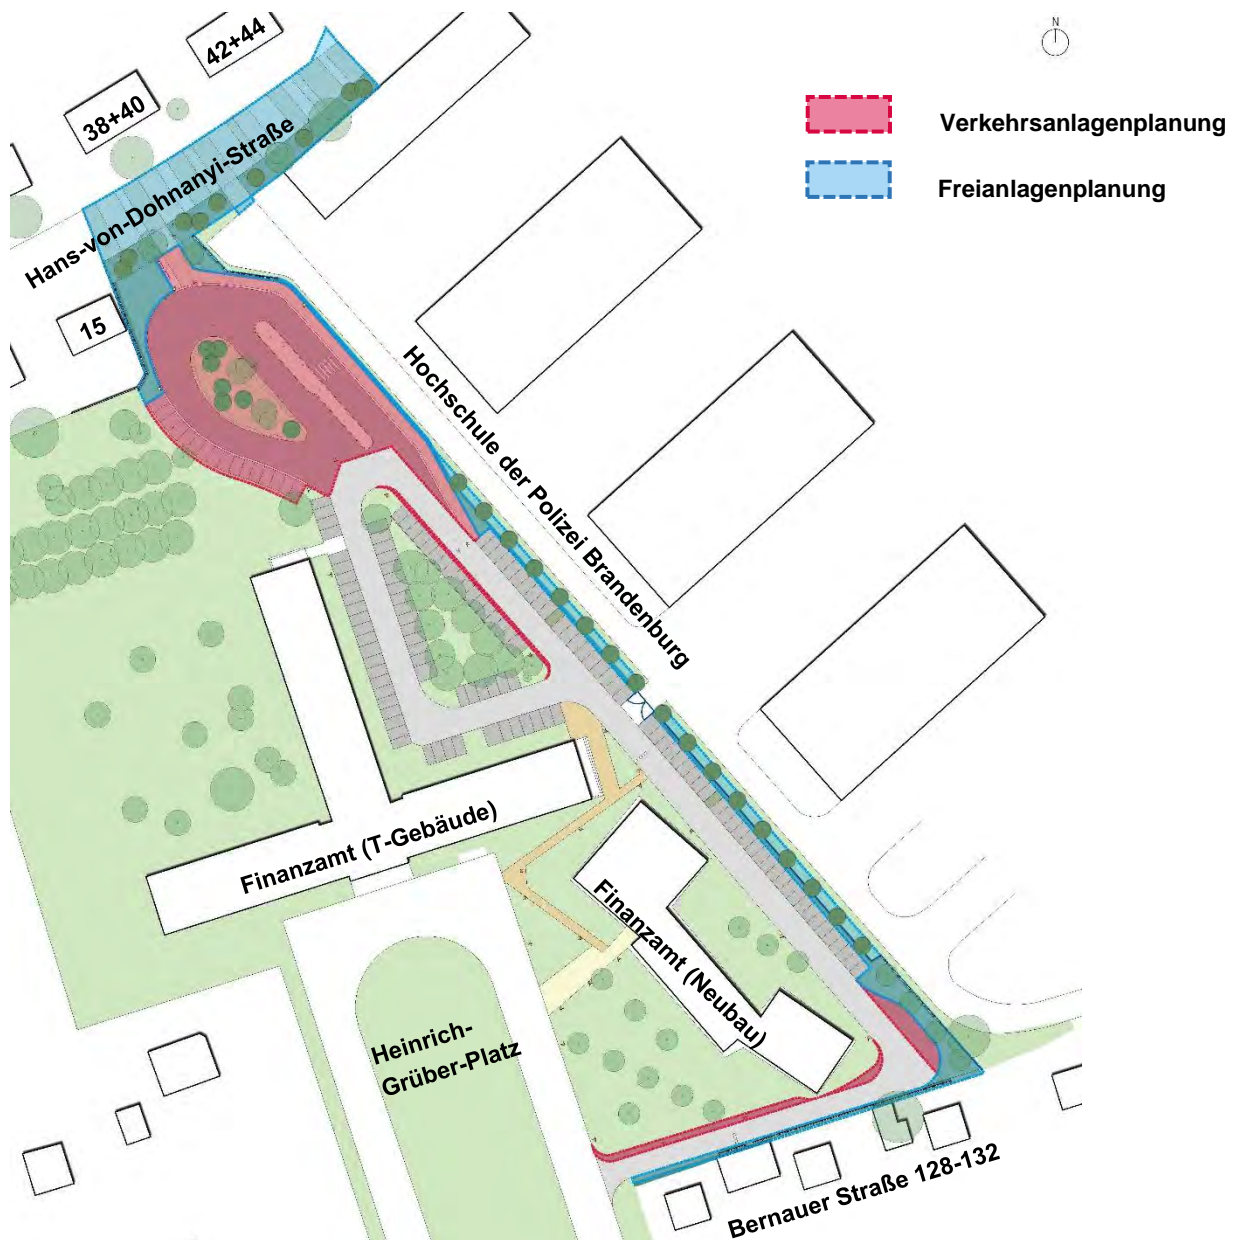 N
42+44
38+40
Verkehrsanlagenplanung
Freianlagenplanung
Hans-von-Dohnanyi-Straße
15
Hochschule der Polizei Brandenburg
Finanzamt (T-Gebäude)
Finanzamt (Neubau)
Heinrich-
Grüber-Platz
Bernauer Straße 128-132